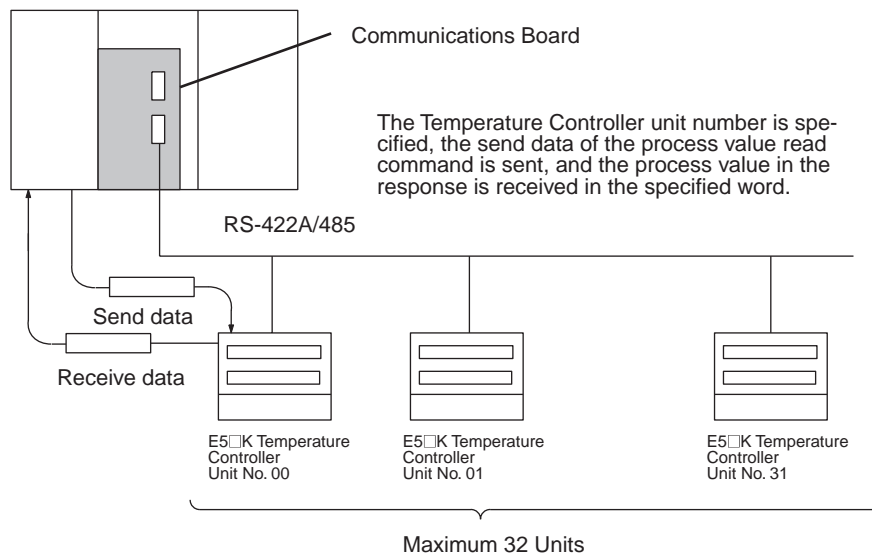 Communications Board
The Temperature Controller unit number is spe-
cified, the send data of the process value read
command is sent, and the process value in the
response is received in the specified word.
RS-422A/485
Send data
Receive data
E5□K Temperature
Controller
Unit No. 00
E5□K Temperature
Controller
Unit No. 01
E5□K Temperature
Controller
Unit No. 31
Maximum 32 Units